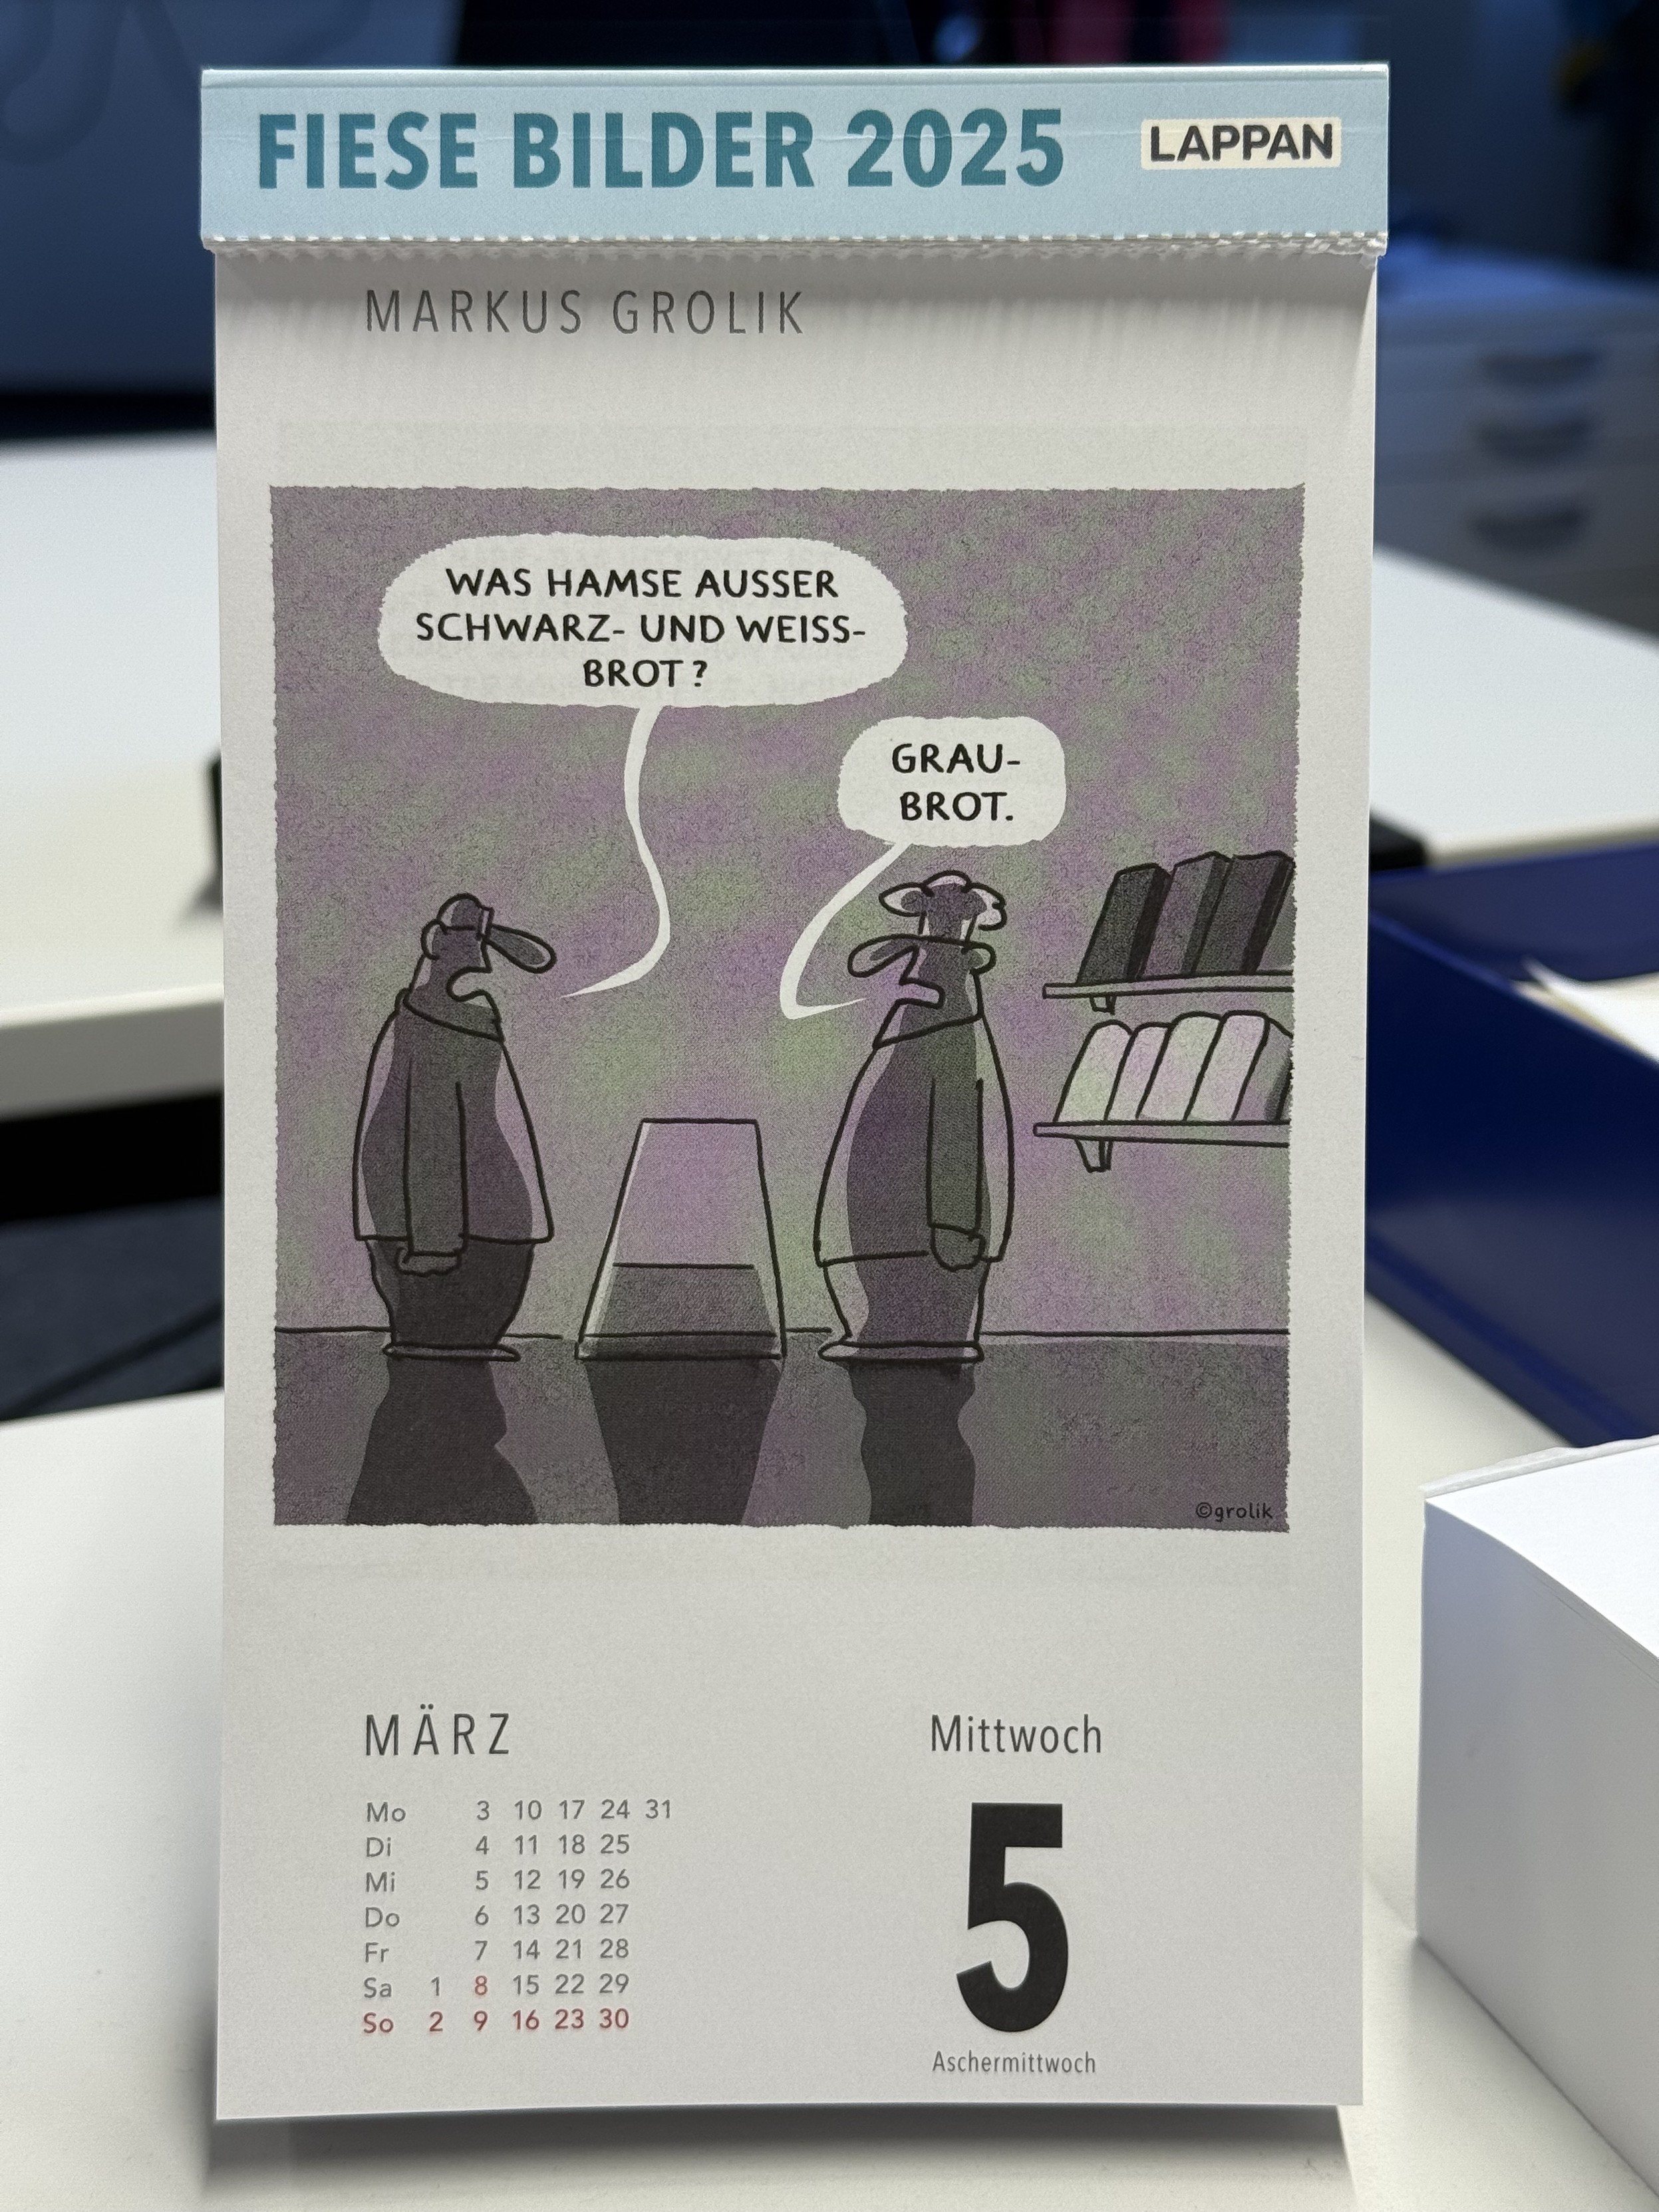 FIESE BILDER 2025 LAPPAN
MARKUS GROLIK
WAS HAMSE AUSSER
SCHWARZ- UND WEISS-
BROT?
GRAU-
BROT.
©grolik
MÄRZ
Mo 3 10 17 24 31
Di 4 11 18 25
Mi 5 12 19 26
Do 6 13 20 27
Fr 7 14 21 28
Sa 1 8 15 22 29
So 2 9 16 23 30
Mittwoch
5
Aschermittwoch